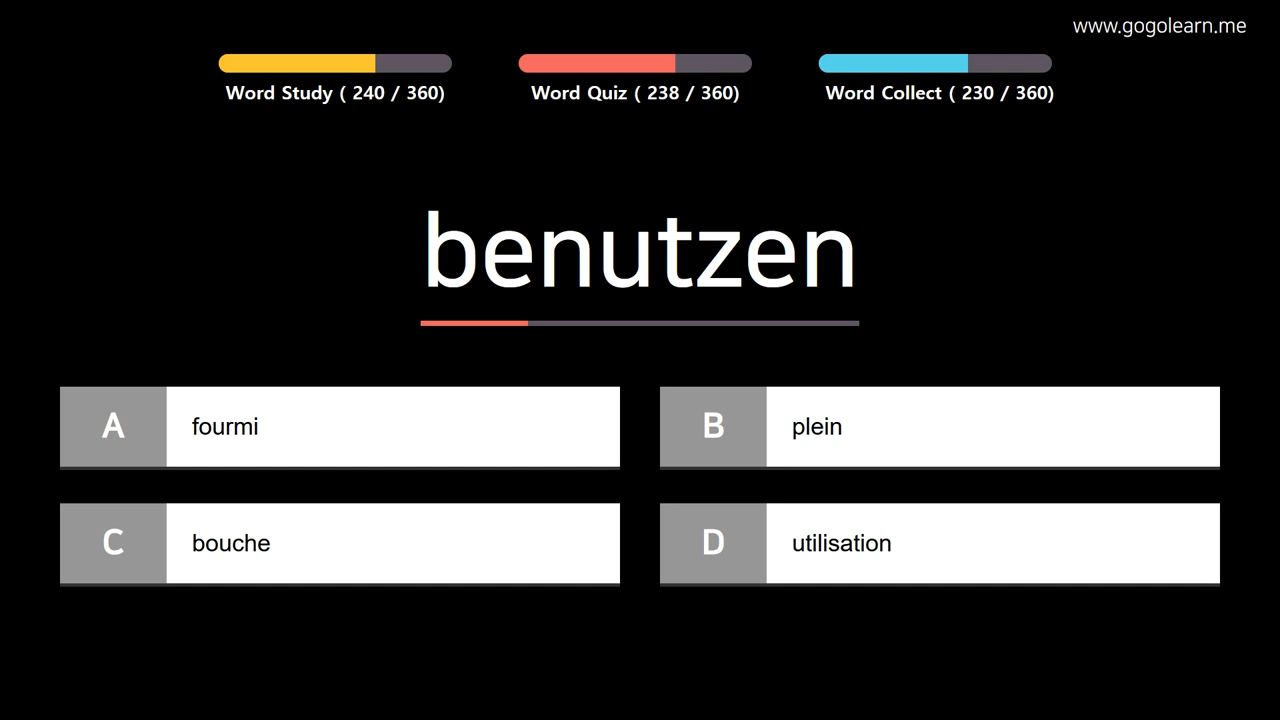 www.gogolearn.me
Word Study ( 240 / 360)
Word Quiz ( 238 / 360)
Word Collect ( 230 / 360)
benutzen
A
fourmi
B
plein
C
bouche
D
utilisation